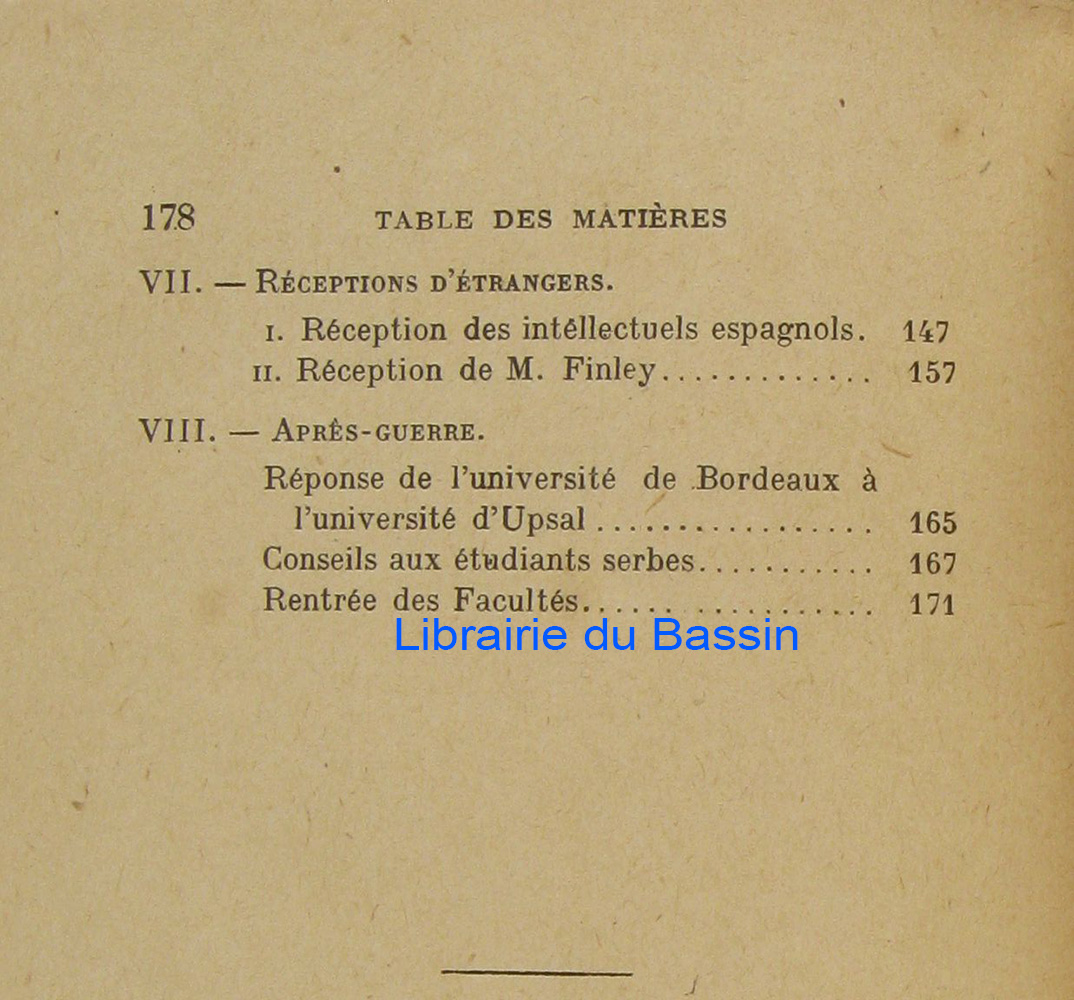 178 TABLE DES MATIÈRES
VII. — RÉCEPTIONS D'ÉTRANGERS.
I. Réception des intéllectuels espagnols. 147
II. Réception de M. Finley............. 157
VIII. — APRÈS-GUERRE.
Réponse de l'université de Bordeaux à
l'université d'Upsal ................. 165
Conseils aux étudiants serbes........... 167
Rentrée des Facultés...... ........... 171
Librairie du Bassin